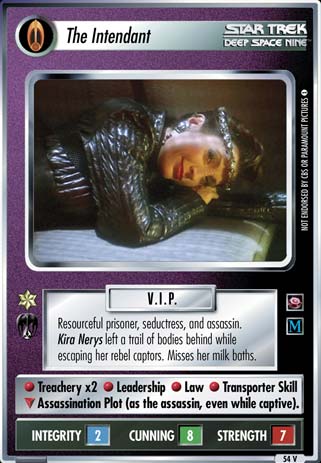 The Intendant
STAR TREK
DEEP SPACE NINE
NOT ENDORSED BY CBS OR PARAMOUNT PICTURES
V.I.P.
Resourceful prisoner, seductress, and assassin.
Kira Nerys left a trail of bodies behind while
escaping her rebel captors. Misses her milk baths.
M
Treachery x2 Leadership Law Transporter Skill
Assassination Plot (as the assassin, even while captive).
INTEGRITY 2 CUNNING 8 STRENGTH 7
54 V